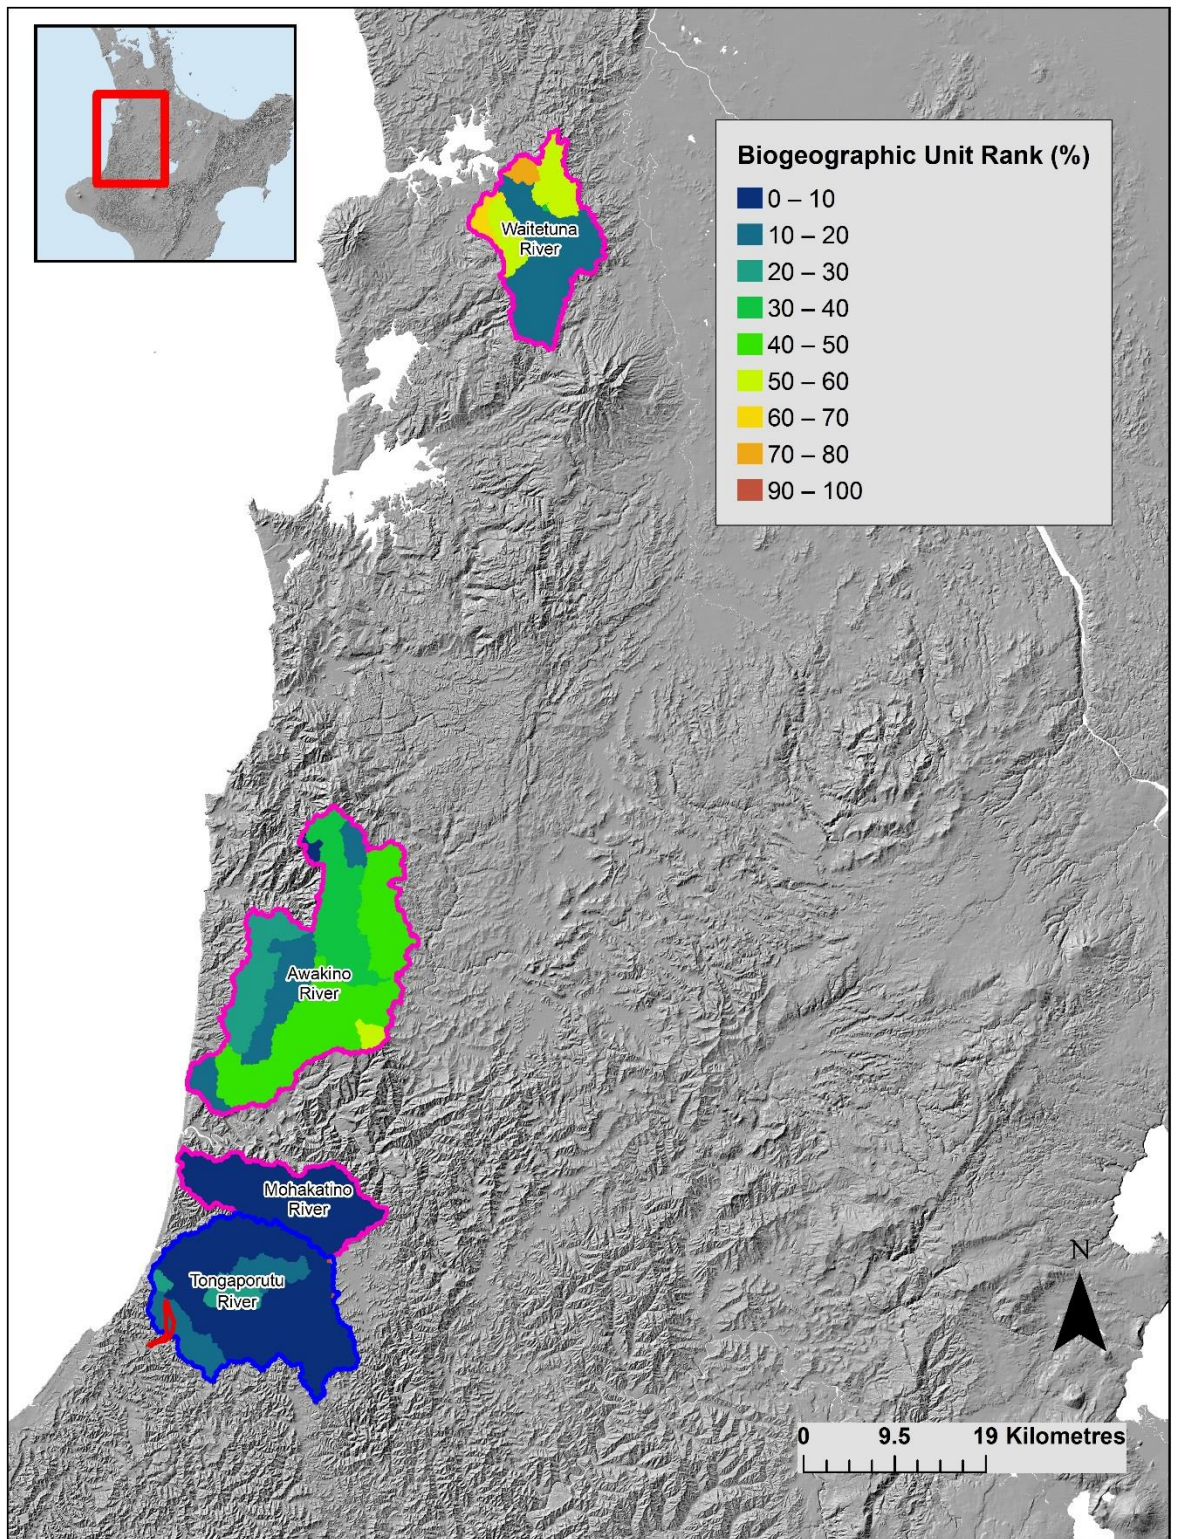 Biogeographic Unit Rank (%)
0 – 10
10 – 20
20 – 30
30 – 40
40 – 50
50 – 60
60 – 70
70 – 80
90 – 100
Waitetuna
River
Awakino
River
Mohakatino
River
Tongaporutu
River
N
0 9.5 19 Kilometres